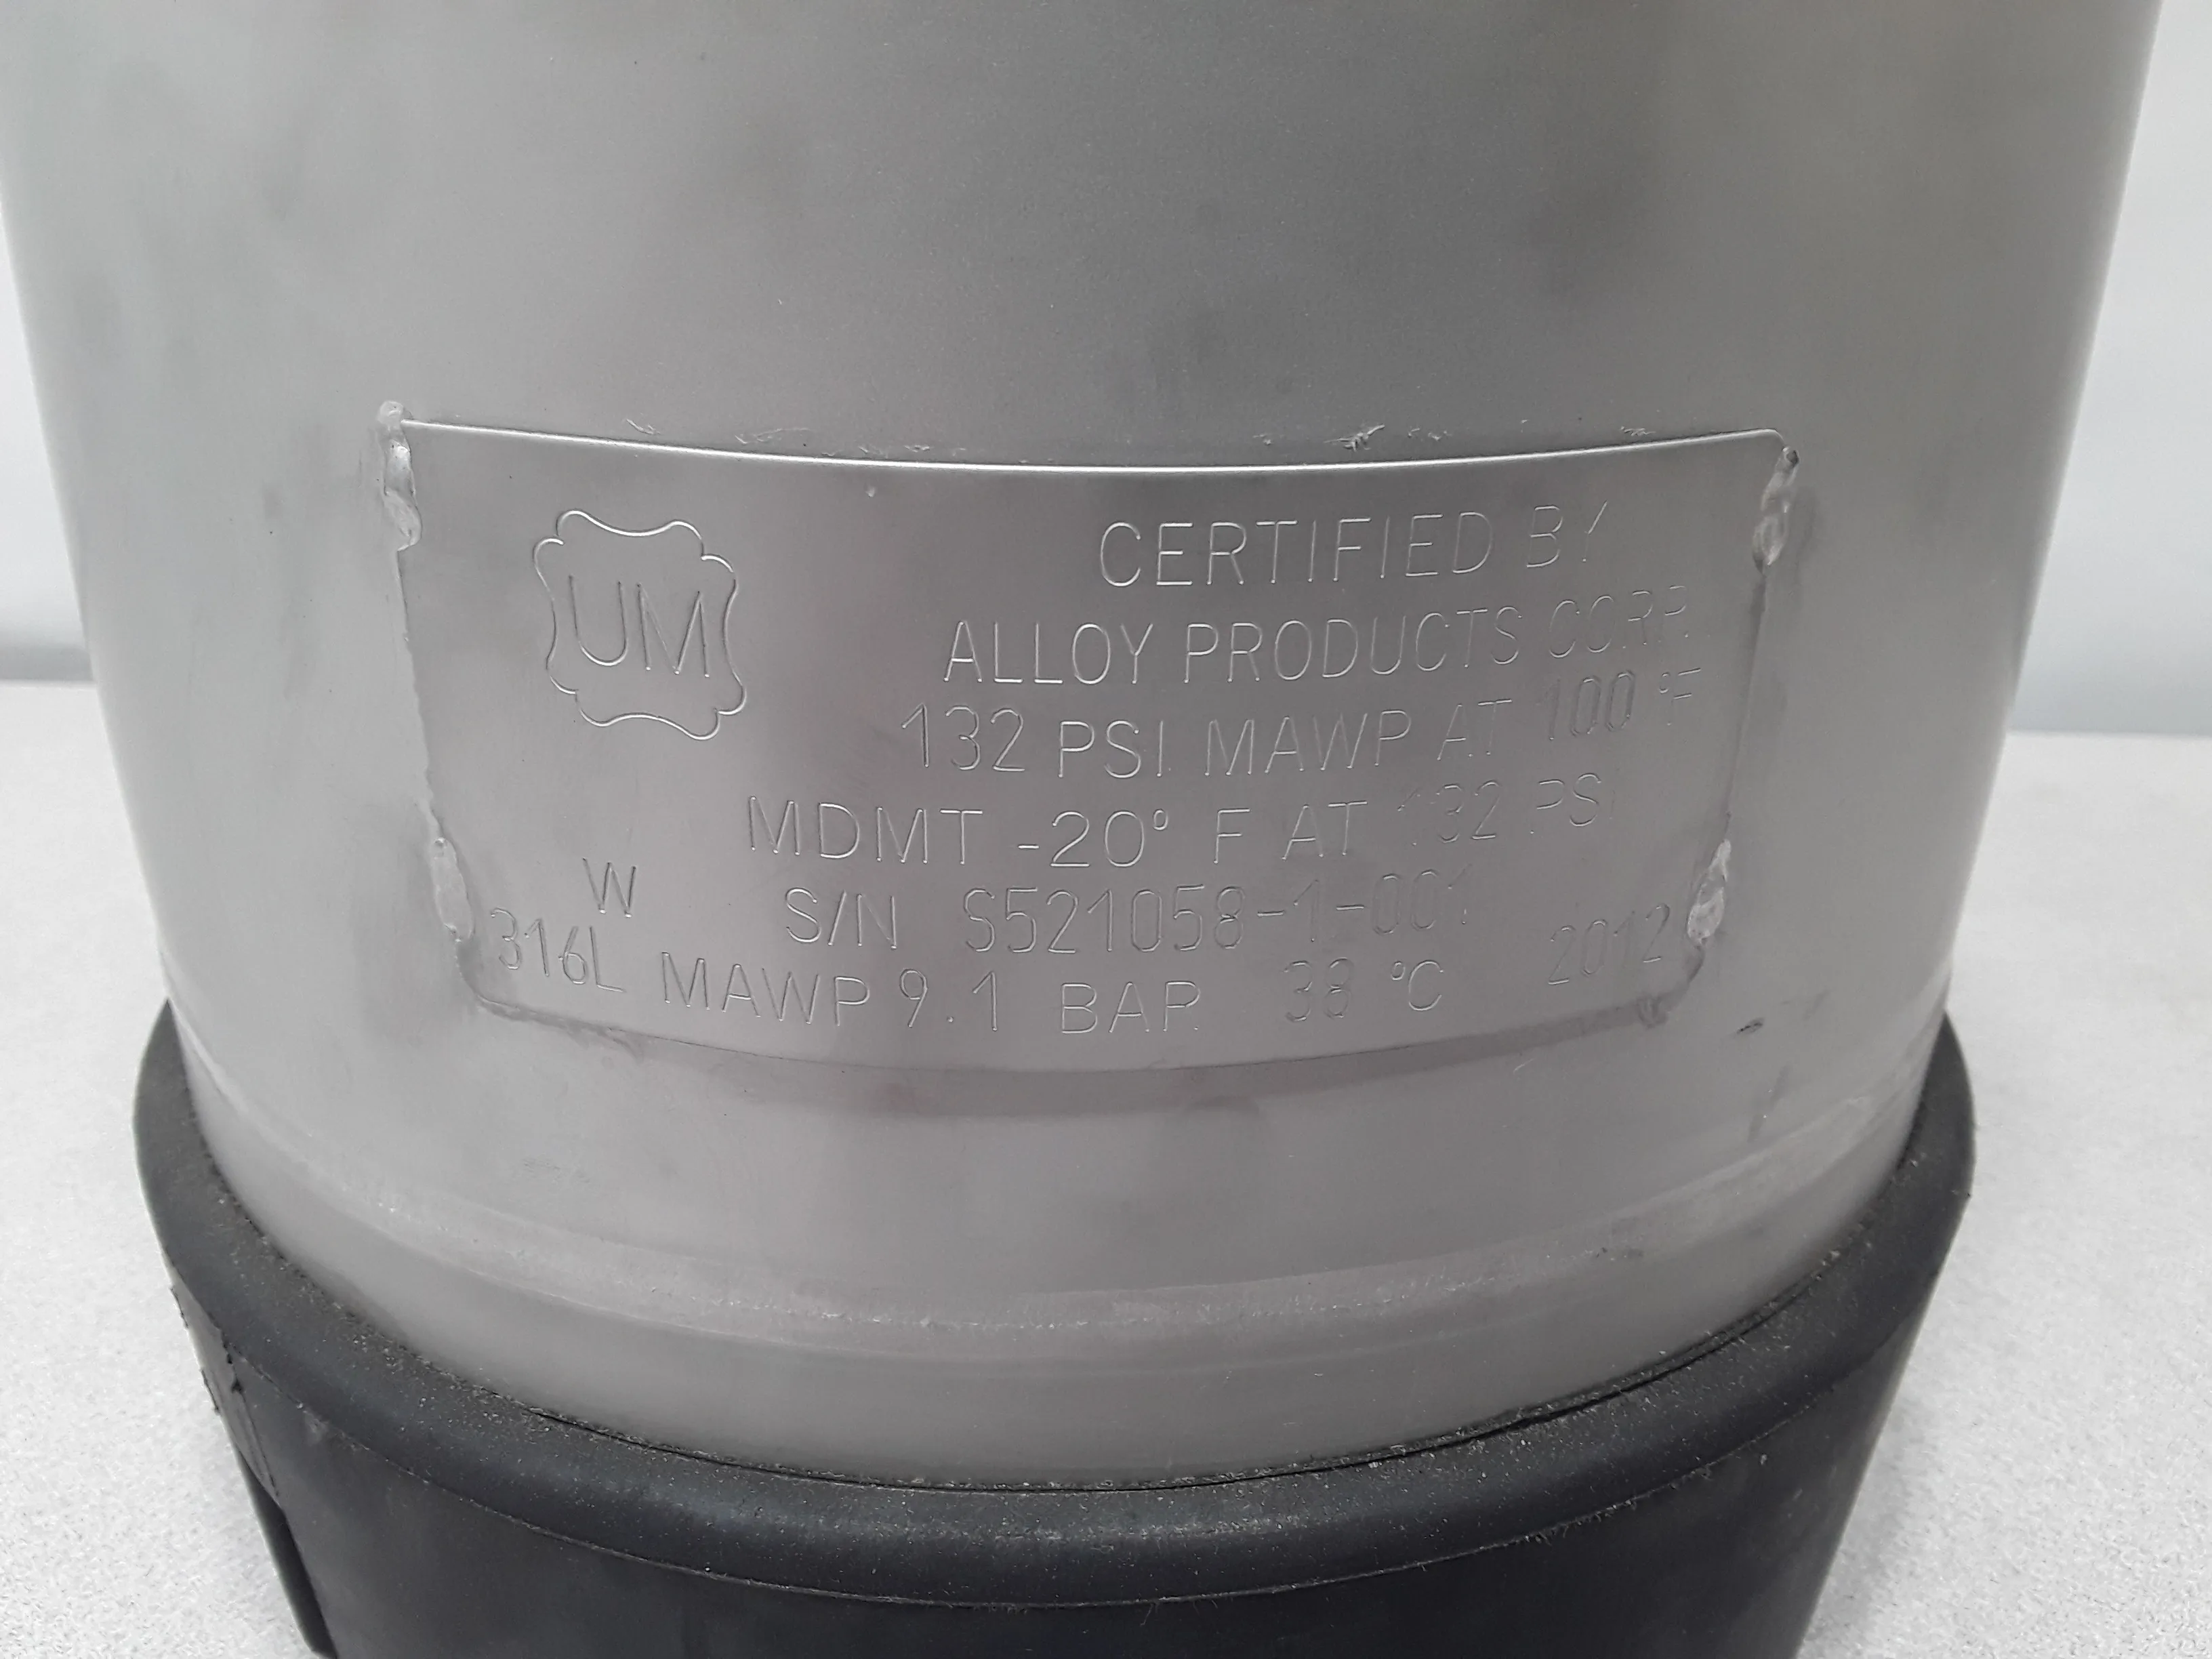 UM
CERTIFIED BY
ALLOY PRODUCTS CORP.
132 PSI MAWP AT 100 °F
MDMT -20° F AT 132 PSI
W S/N S521058-1-001
316L MAWP 9.1 BAR 38 °C 2012